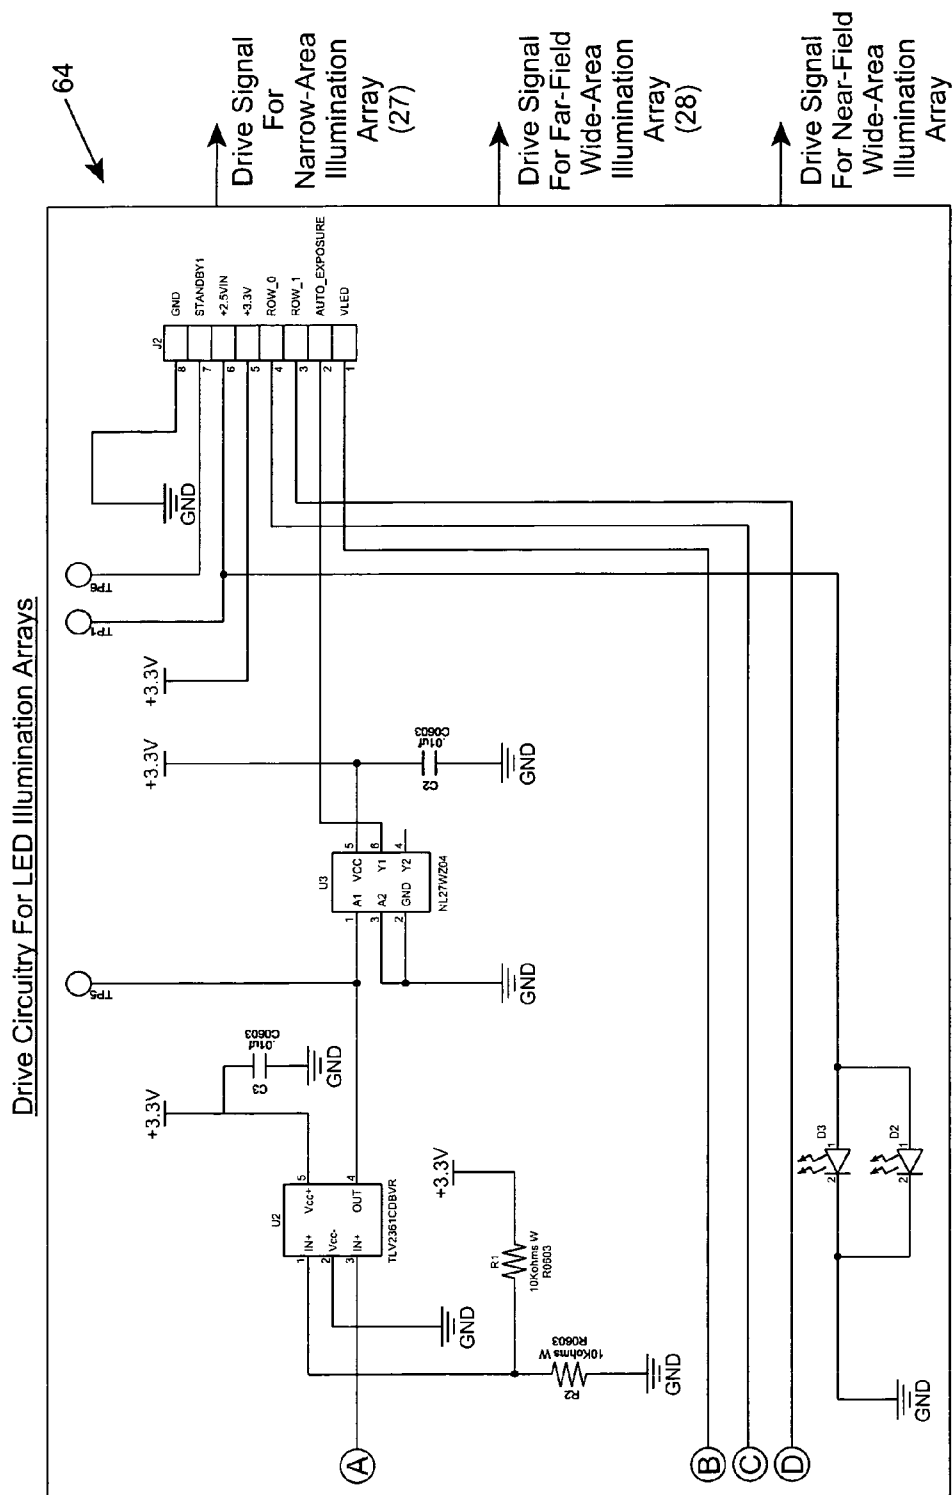 Drive Circuitry For LED Illumination Arrays
64
Drive Signal
For
Narrow-Area
Illumination
Array
(27)
Drive Signal
For Far-Field
Wide-Area
Illumination
Array
(28)
Drive Signal
For Near-Field
Wide-Area
Illumination
Array
J2
GND
STANDBY1
+2.5VIN
+3.3V
ROW_0
ROW_1
AUTO_EXPOSURE
VLED
8
7
6
5
4
3
2
1
GND
TP6
TP1
+3.3V
+3.3V
.01uf
C0603
C2
GND
U3
1
A1
VCC
5
3
A2
Y1
6
2
GND
Y2
4
NL27WZ04
GND
TP5
+3.3V
.01uf
C0603
C3
GND
U2
1
IN+
Vcc+
5
2
Vcc-
3
IN+
OUT
4
TLV2361CDBVR
GND
+3.3V
R1
10Kohms W
R0603
10Kohms W
R0603
R2
GND
A
B
C
D
D3
2
1
D2
2
1
GND